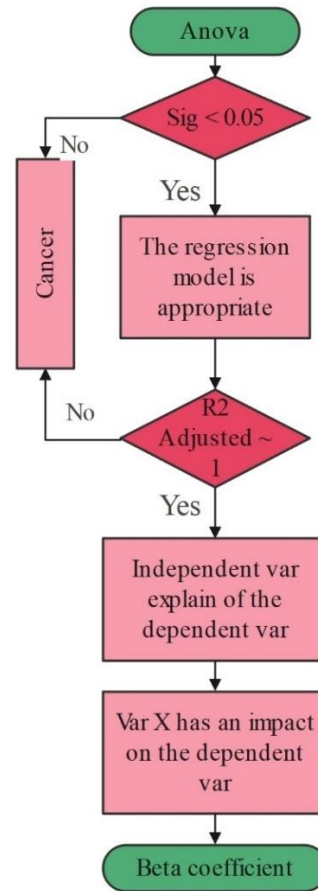 Anova
Sig < 0.05
No
Yes
Cancer
The regression
model is
appropriate
R2
Adjusted ~
1
No
Yes
Independent var
explain of the
dependent var
Var X has an impact
on the dependent
var
Beta coefficient